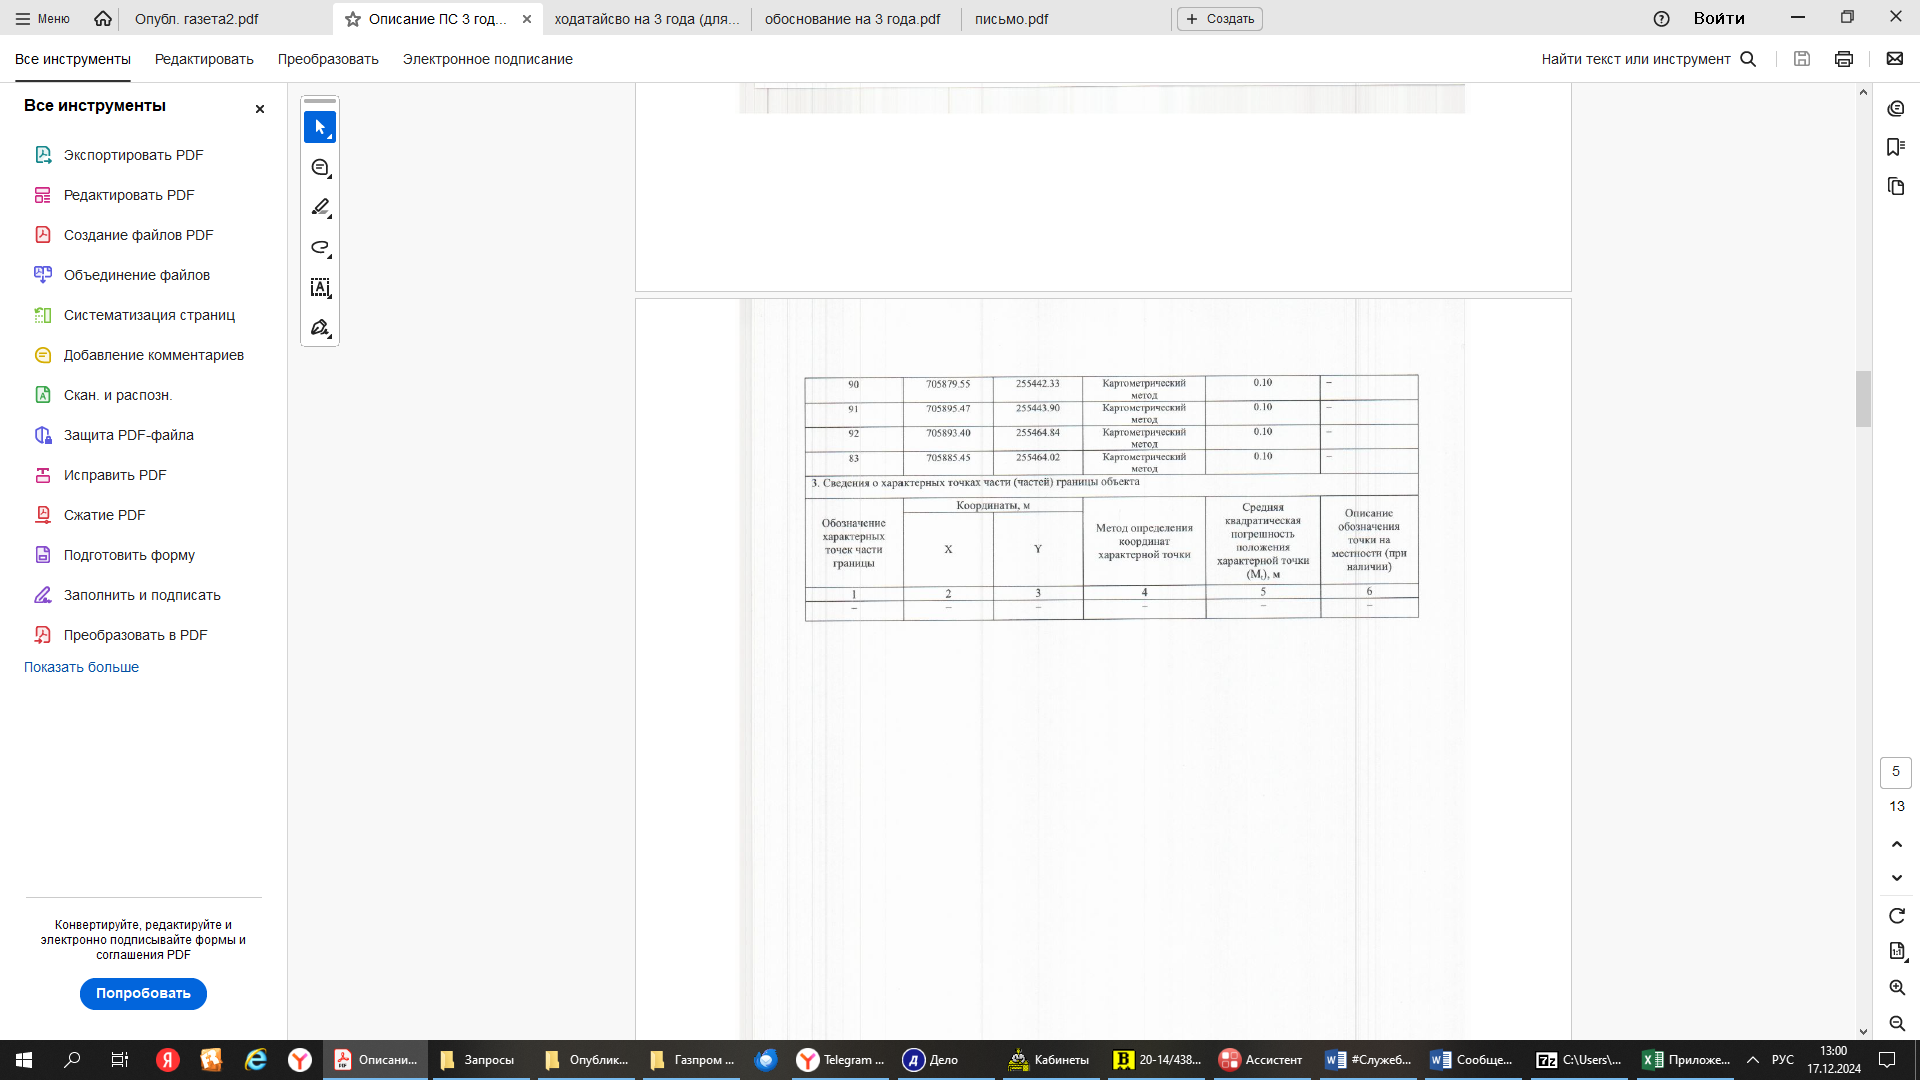 Меню
Опубл. газета2.pdf
Описание ПС 3 год...
ходатайсво на 3 года (для...
обоснование на 3 года.pdf
письмо.pdf
Создать
Войти
Все инструменты
Редактировать
Преобразовать
Электронное подписание
Найти текст или инструмент
Все инструменты
Экспортировать PDF
Редактировать PDF
Создание файлов PDF
Объединение файлов
Систематизация страниц
Добавление комментариев
Скан. и распозн.
Защита PDF-файла
Исправить PDF
Сжатие PDF
Подготовить форму
Заполнить и подписать
Преобразовать в PDF
Показать больше
Конвертируйте, редактируйте и
электронно подписывайте формы и
соглашения PDF
Попробовать
90 705879.55 255442.33 Картометрический метод 0.10 –
91 705895.47 255443.90 Картометрический метод 0.10 –
92 705893.40 255464.84 Картометрический метод 0.10 –
83 705885.45 255464.02 Картометрический метод 0.10 –
3. Сведения о характерных точках части (частей) границы объекта
Обозначение
характерных
точек части
границы
Координаты, м
X
Y
Метод определения
координат
характерной точки
Средняя
квадратическая
погрешность
положения
характерной точки
(Mt), м
Описание
обозначения
точки на
местности (при
наличии)
1 2 3 4 5 6
– – – – – –
5
13
Описани...
Запросы
Опублик...
Газпром ...
Telegram ...
Дело
Кабинеты
20-14/438...
Ассистент
#Служеб...
Сообще...
C:\Users\...
Приложе...
РУС
13:00
17.12.2024